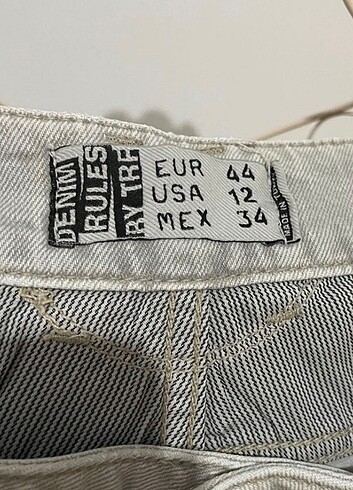 DENIM
RULES
BY TRF
EUR 44
USA 12
MEX 34
MADE IN